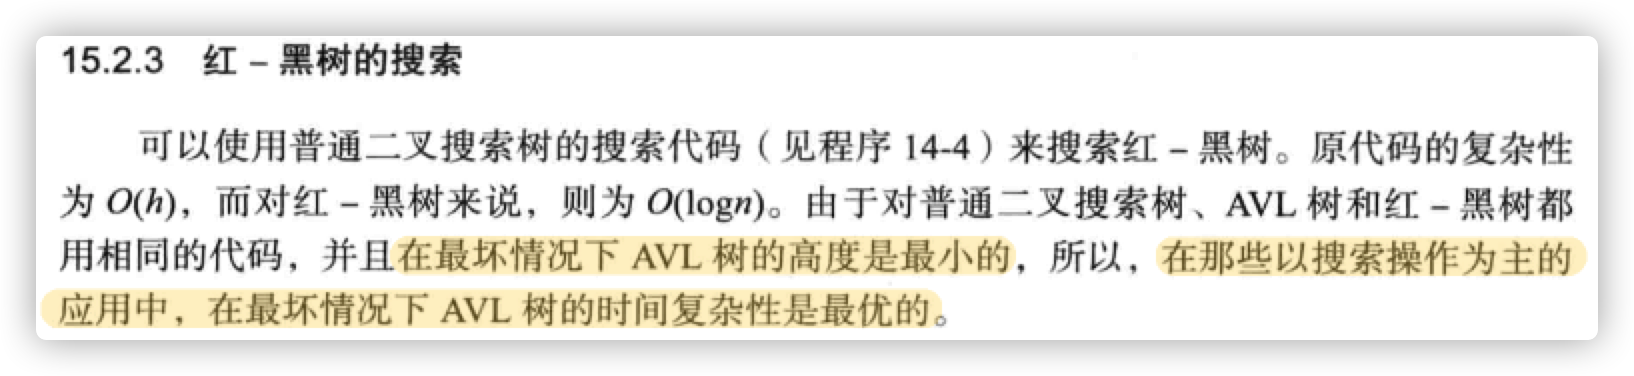 15.2.3 红－黑树的搜索
可以使用普通二叉搜索树的搜索代码（见程序 14-4）来搜索红－黑树。原代码的复杂性
为 O(h)，而对红－黑树来说，则为 O(logn)。由于对普通二叉搜索树、AVL 树和红－黑树都
用相同的代码，并且在最坏情况下 AVL 树的高度是最小的，所以，在那些以搜索操作为主的
应用中，在最坏情况下 AVL 树的时间复杂性是最优的。